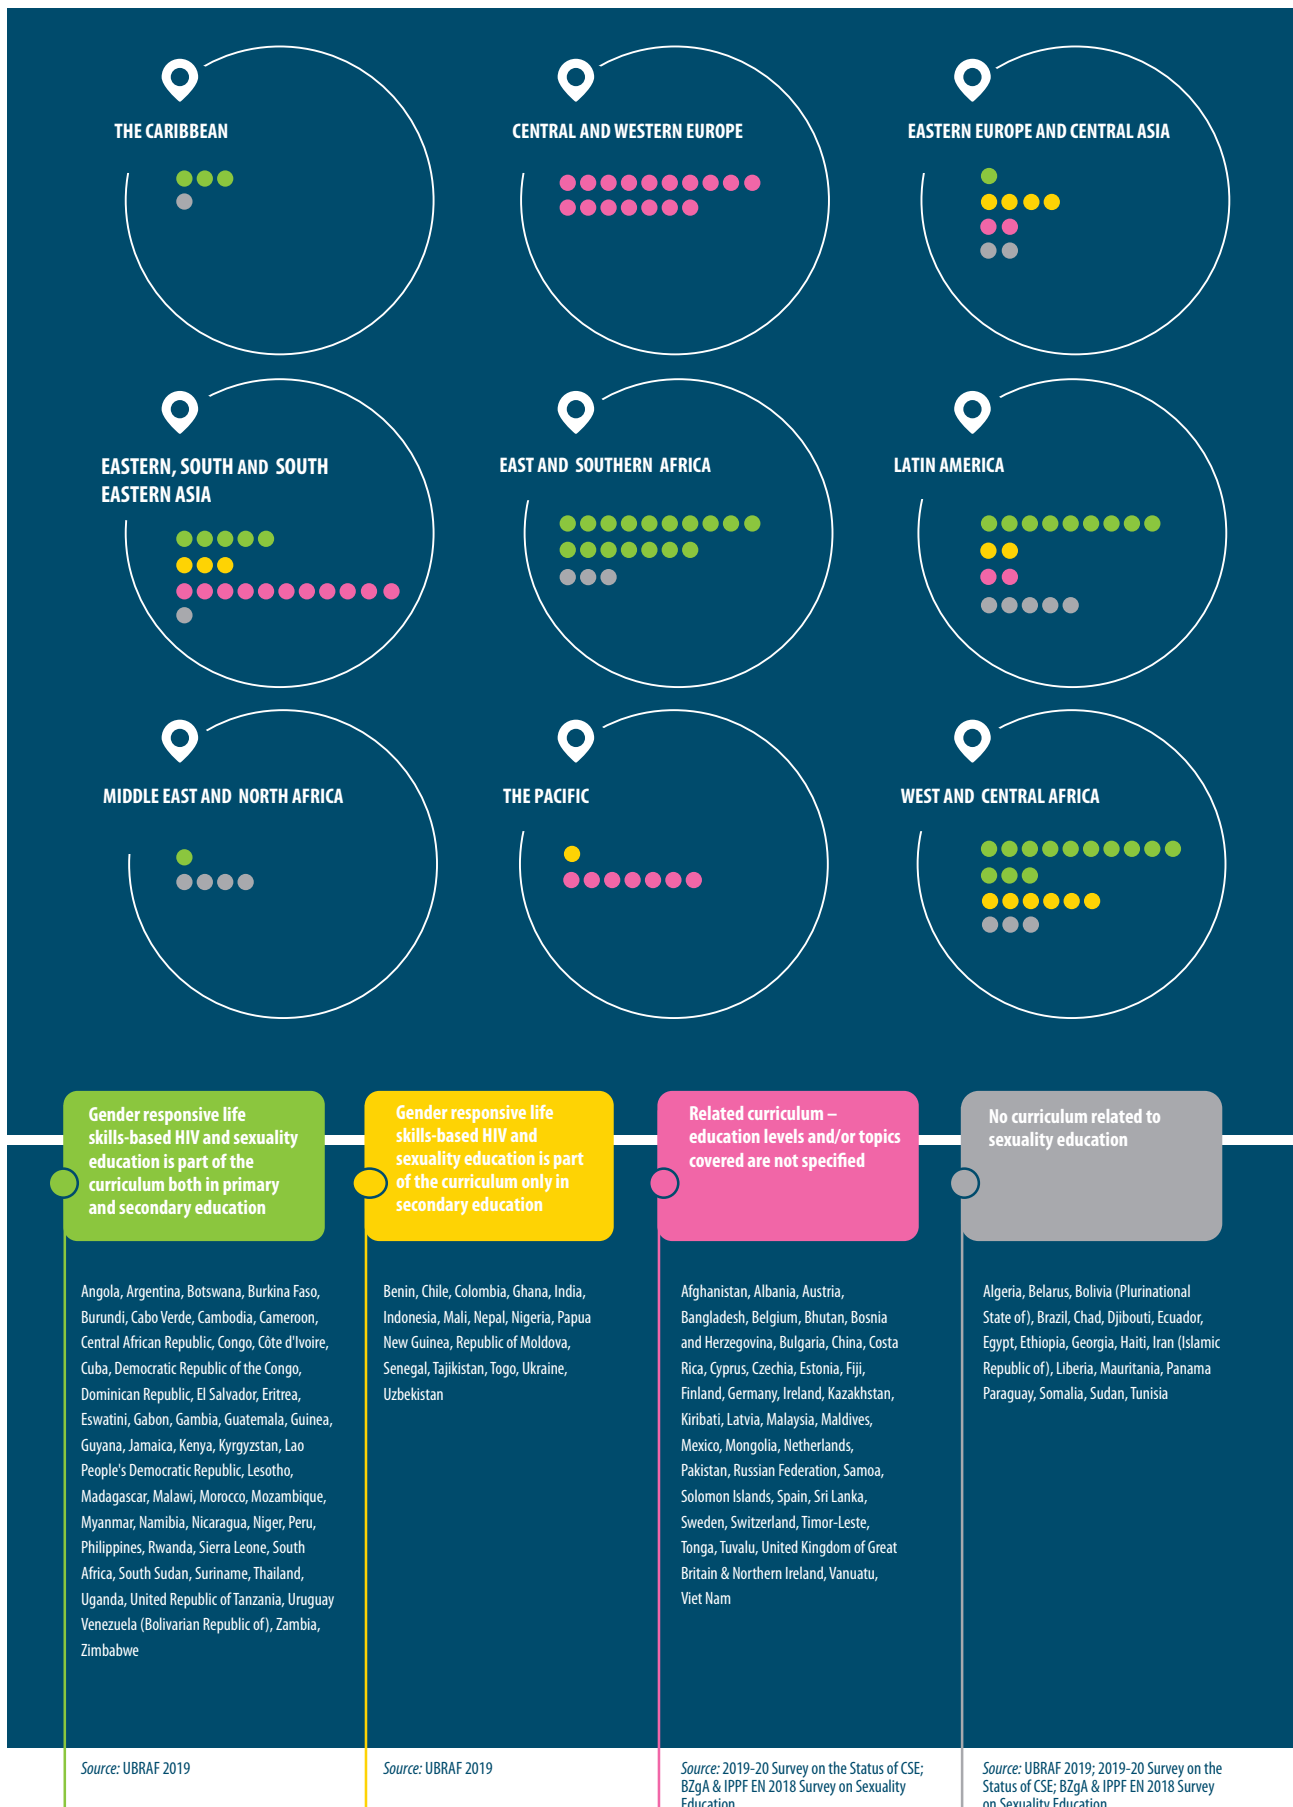 THE CARIBBEAN
CENTRAL AND WESTERN EUROPE
EASTERN EUROPE AND CENTRAL ASIA
EASTERN, SOUTH AND SOUTH
EASTERN ASIA
EAST AND SOUTHERN AFRICA
LATIN AMERICA
MIDDLE EAST AND NORTH AFRICA
THE PACIFIC
WEST AND CENTRAL AFRICA
Gender responsive life
skills-based HIV and sexuality
education is part of the
curriculum both in primary
and secondary education
Angola, Argentina, Botswana, Burkina Faso,
Burundi, Cabo Verde, Cambodia, Cameroon,
Central African Republic, Congo, Côte d'Ivoire,
Cuba, Democratic Republic of the Congo,
Dominican Republic, El Salvador, Eritrea,
Eswatini, Gabon, Gambia, Guatemala, Guinea,
Guyana, Jamaica, Kenya, Kyrgyzstan, Lao
People's Democratic Republic, Lesotho,
Madagascar, Malawi, Morocco, Mozambique,
Myanmar, Namibia, Nicaragua, Niger, Peru,
Philippines, Rwanda, Sierra Leone, South
Africa, South Sudan, Suriname, Thailand,
Uganda, United Republic of Tanzania, Uruguay
Venezuela (Bolivarian Republic of), Zambia,
Zimbabwe
Source: UBRAF 2019
Gender responsive life
skills-based HIV and
sexuality education is part
of the curriculum only in
secondary education
Benin, Chile, Colombia, Ghana, India,
Indonesia, Mali, Nepal, Nigeria, Papua
New Guinea, Republic of Moldova,
Senegal, Tajikistan, Togo, Ukraine,
Uzbekistan
Source: UBRAF 2019
Related curriculum –
education levels and/or topics
covered are not specified
Afghanistan, Albania, Austria,
Bangladesh, Belgium, Bhutan, Bosnia
and Herzegovina, Bulgaria, China, Costa
Rica, Cyprus, Czechia, Estonia, Fiji,
Finland, Germany, Ireland, Kazakhstan,
Kiribati, Latvia, Malaysia, Maldives,
Mexico, Mongolia, Netherlands,
Pakistan, Russian Federation, Samoa,
Solomon Islands, Spain, Sri Lanka,
Sweden, Switzerland, Timor-Leste,
Tonga, Tuvalu, United Kingdom of Great
Britain & Northern Ireland, Vanuatu,
Viet Nam
Source: 2019-20 Survey on the Status of CSE;
BZgA & IPPF EN 2018 Survey on Sexuality
Education
No curriculum related to
sexuality education
Algeria, Belarus, Bolivia (Plurinational
State of), Brazil, Chad, Djibouti, Ecuador,
Egypt, Ethiopia, Georgia, Haiti, Iran (Islamic
Republic of), Liberia, Mauritania, Panama
Paraguay, Somalia, Sudan, Tunisia
Source: UBRAF 2019; 2019-20 Survey on the
Status of CSE; BZgA & IPPF EN 2018 Survey
on Sexuality Education